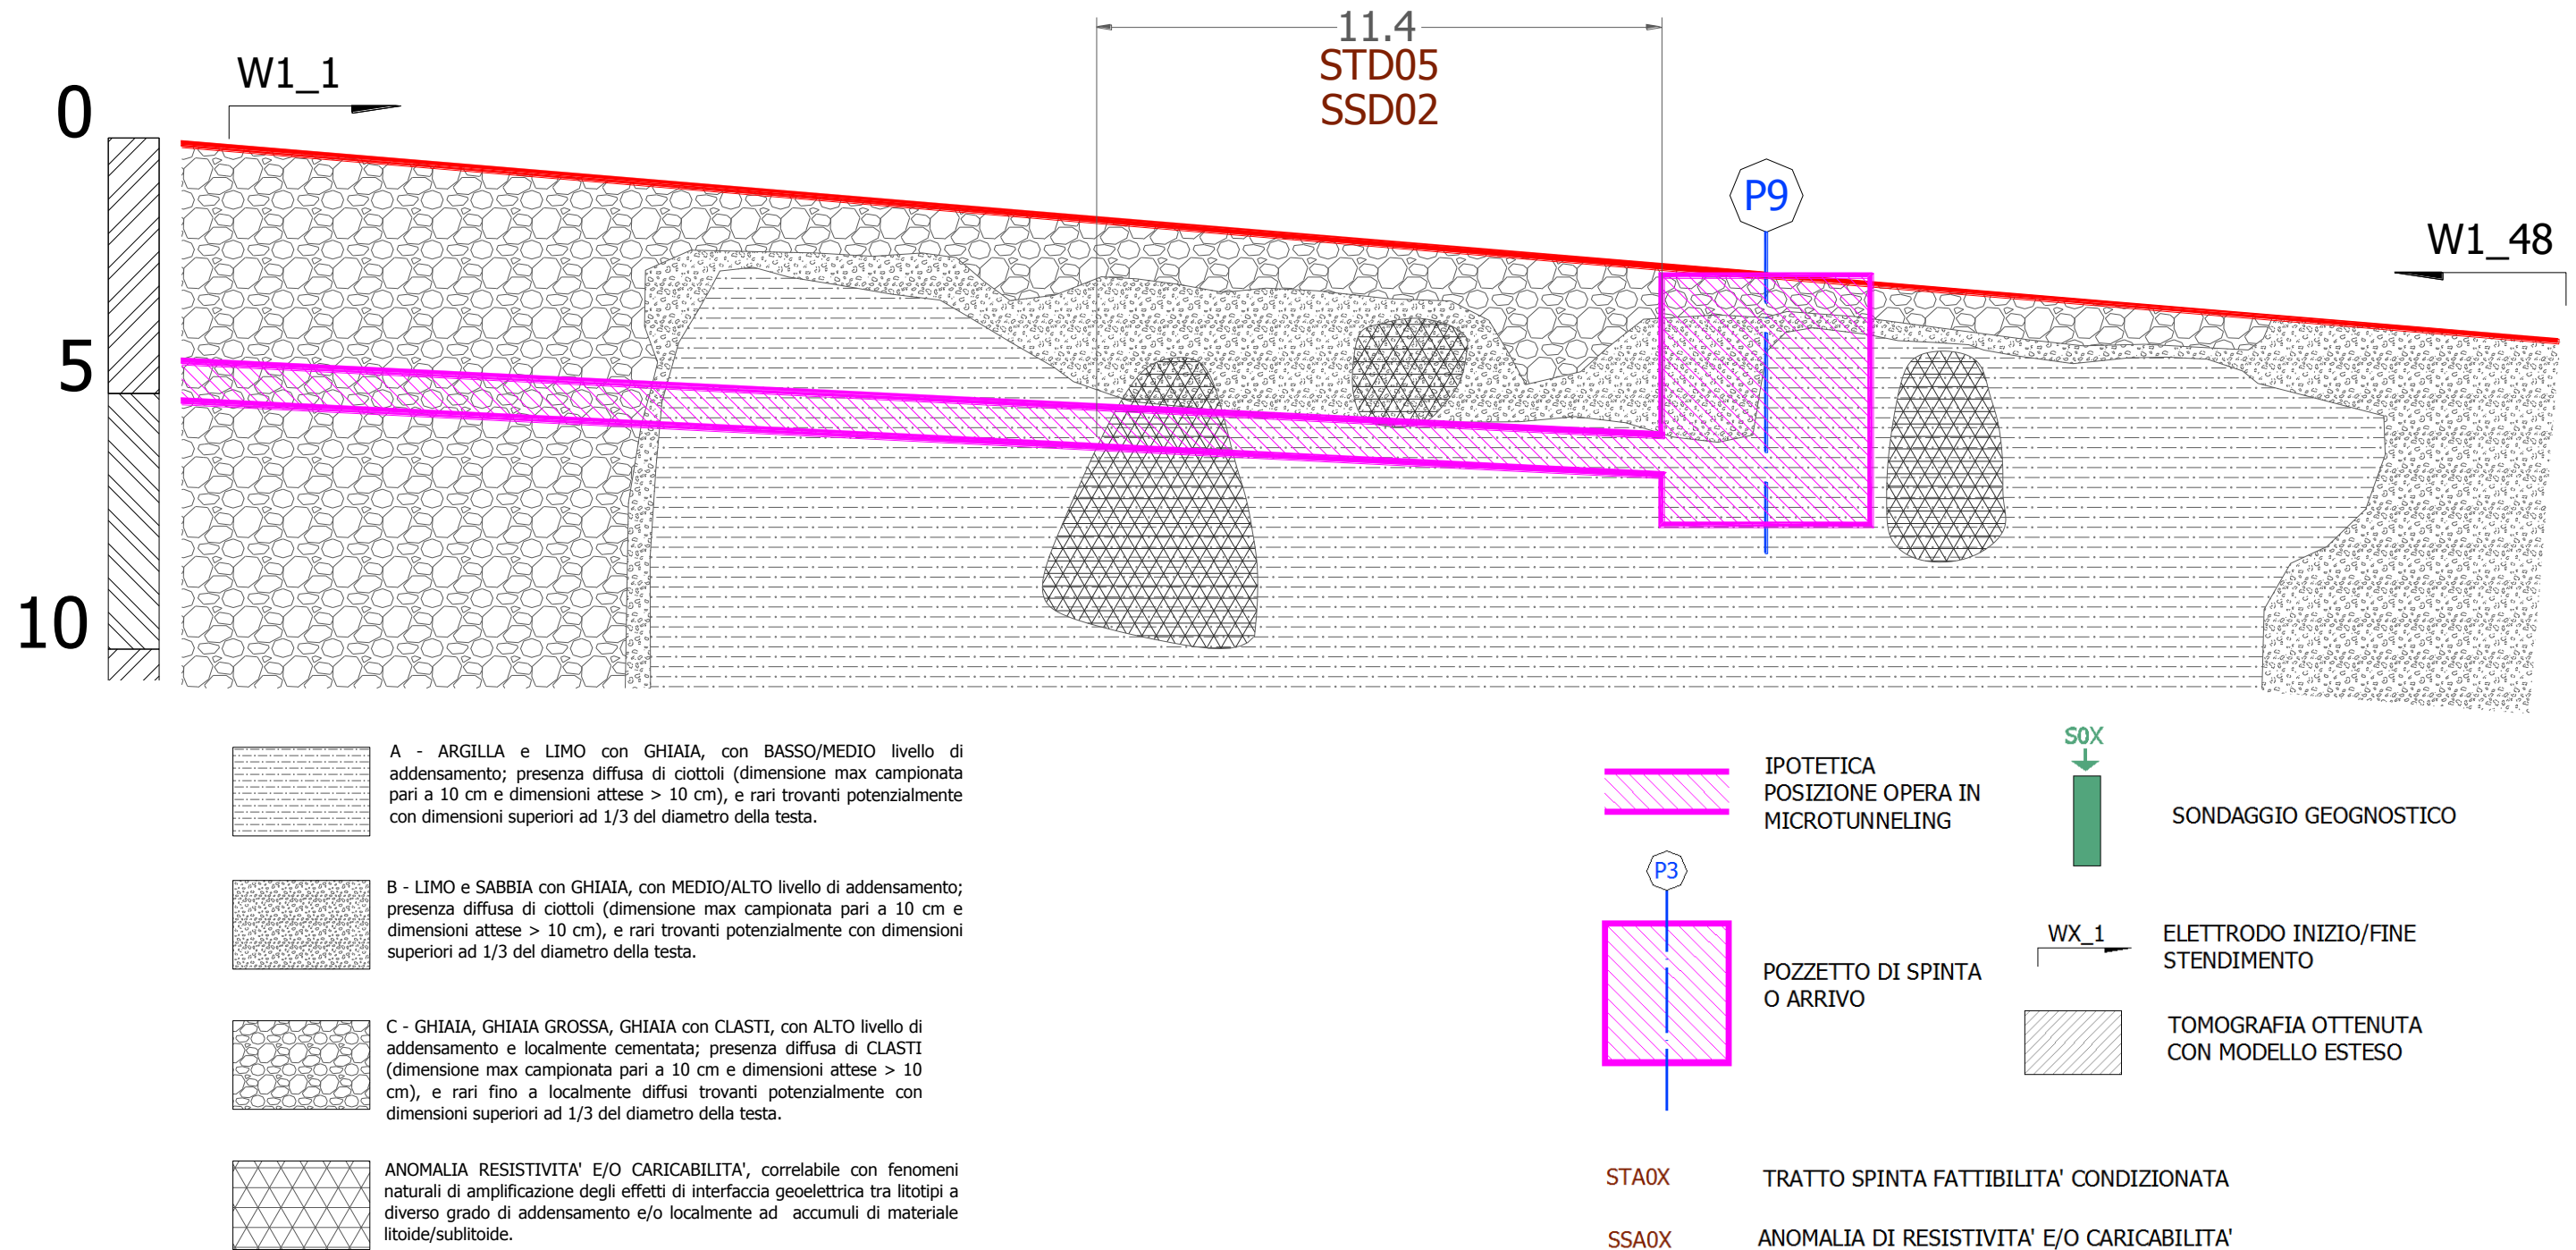 11.4
STD05
SSD02
W1_1
0
P9
W1_48
5
10
A - ARGILLA e LIMO con GHIAIA, con BASSO/MEDIO livello di
addensamento; presenza diffusa di ciottoli (dimensione max campionata
pari a 10 cm e dimensioni attese > 10 cm), e rari trovanti potenzialmente
con dimensioni superiori ad 1/3 del diametro della testa.
B - LIMO e SABBIA con GHIAIA, con MEDIO/ALTO livello di addensamento;
presenza diffusa di ciottoli (dimensione max campionata pari a 10 cm e
dimensioni attese > 10 cm), e rari trovanti potenzialmente con dimensioni
superiori ad 1/3 del diametro della testa.
C - GHIAIA, GHIAIA GROSSA, GHIAIA con CLASTI, con ALTO livello di
addensamento e localmente cementata; presenza diffusa di CLASTI
(dimensione max campionata pari a 10 cm e dimensioni attese > 10
cm), e rari fino a localmente diffusi trovanti potenzialmente con
dimensioni superiori ad 1/3 del diametro della testa.
ANOMALIA RESISTIVITA' E/O CARICABILITA', correlabile con fenomeni
naturali di amplificazione degli effetti di interfaccia geoelettrica tra litotipi a
diverso grado di addensamento e/o localmente ad accumuli di materiale
litoide/sublitoide.
IPOTETICA
POSIZIONE OPERA IN
MICROTUNNELING
P3
POZZETTO DI SPINTA
O ARRIVO
S0X
SONDAGGIO GEOGNOSTICO
WX_1
ELETTRODO INIZIO/FINE
STENDIMENTO
TOMOGRAFIA OTTENUTA
CON MODELLO ESTESO
STA0X
TRATTO SPINTA FATTIBILITA' CONDIZIONATA
SSA0X
ANOMALIA DI RESISTIVITA' E/O CARICABILITA'